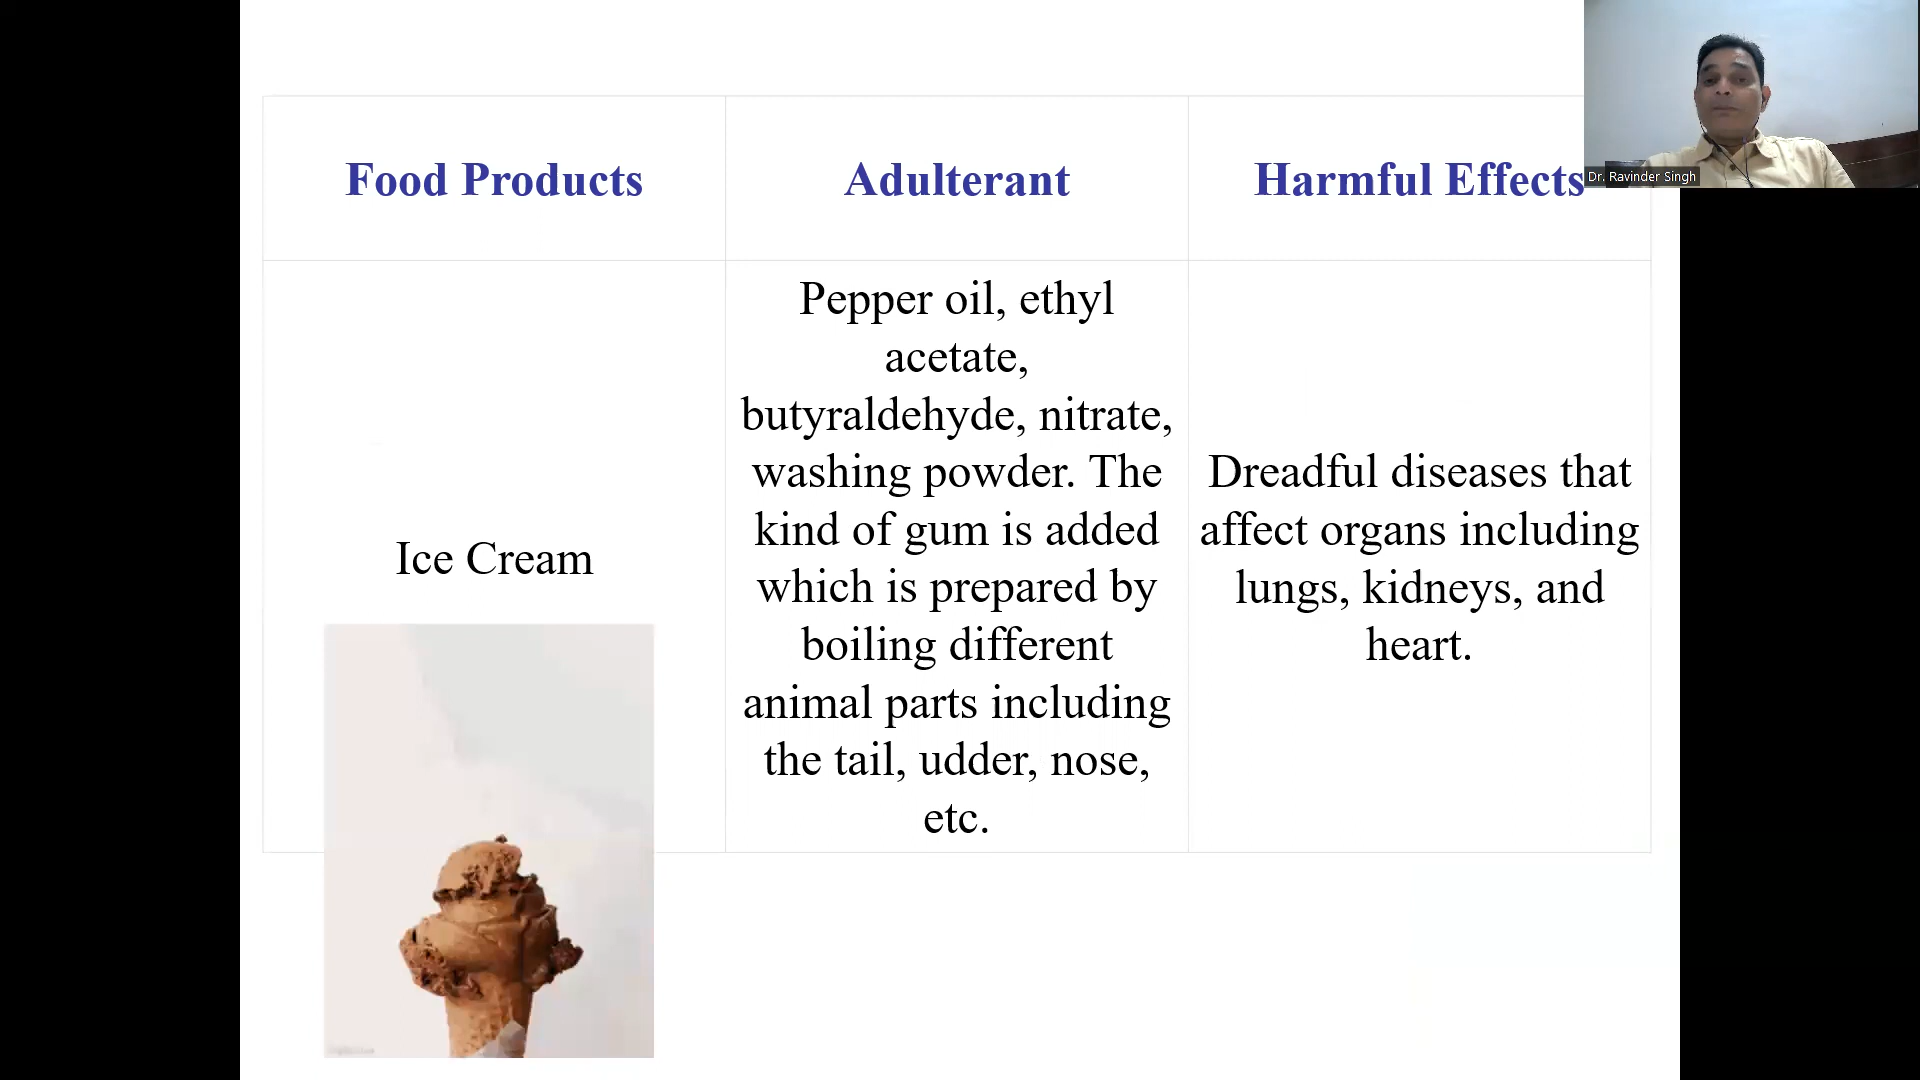 Food Products
Adulterant
Harmful Effects
Dr. Ravinder Singh
Ice Cream
Pepper oil, ethyl
acetate,
butyraldehyde, nitrate,
washing powder. The
kind of gum is added
which is prepared by
boiling different
animal parts including
the tail, udder, nose,
etc.
Dreadful diseases that
affect organs including
lungs, kidneys, and
heart.